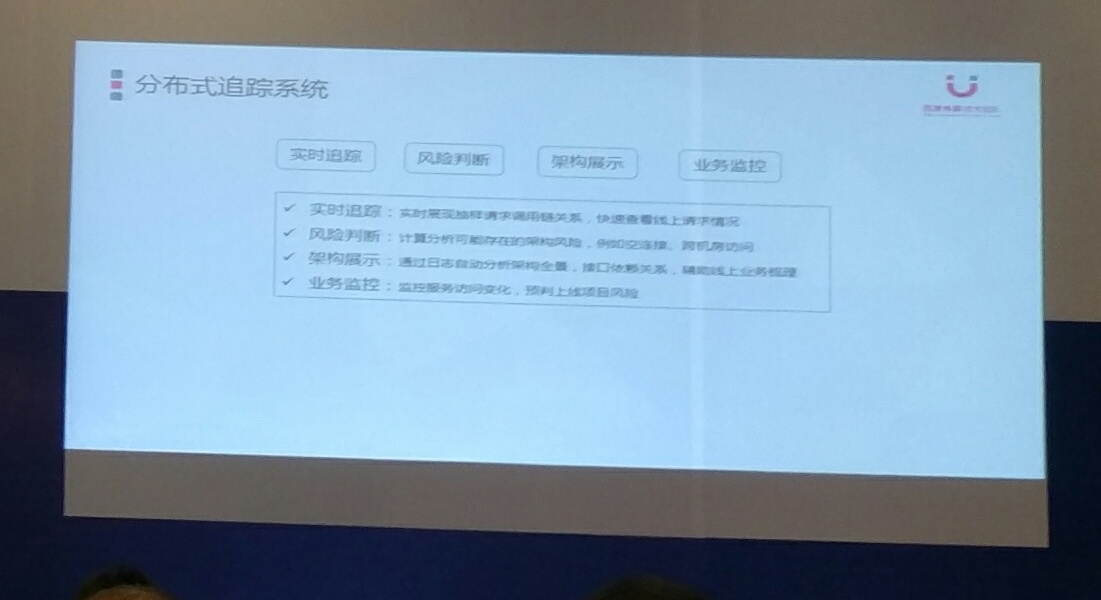 分布式追踪系统
实时追踪 风险判断 架构展示 业务监控
✓ 实时追踪：实时展现抽样请求调用链关系，快速查看线上请求情况
✓ 风险判断：计算分析可能存在的架构风险，例如空连接、跨机房访问
✓ 架构展示：通过日志自动分析架构全景，接口依赖关系，辅助线上业务梳理
✓ 业务监控：监控服务访问变化，预判上线项目风险